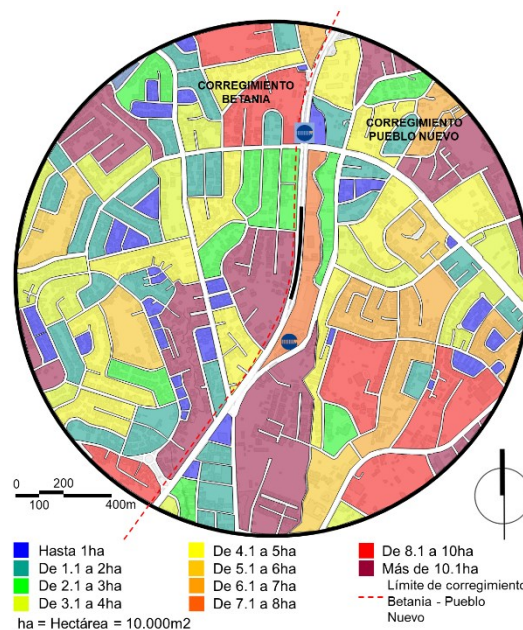 CORREGIMIENTO
BETANIA
CORREGIMIENTO
PUEBLO NUEVO
0 200
100 400m
Hasta 1ha
De 1.1 a 2ha
De 2.1 a 3ha
De 3.1 a 4ha
ha = Hectárea = 10.000m2
De 4.1 a 5ha
De 5.1 a 6ha
De 6.1 a 7ha
De 7.1 a 8ha
De 8.1 a 10ha
Más de 10.1ha
Límite de corregimiento
Betania - Pueblo
Nuevo